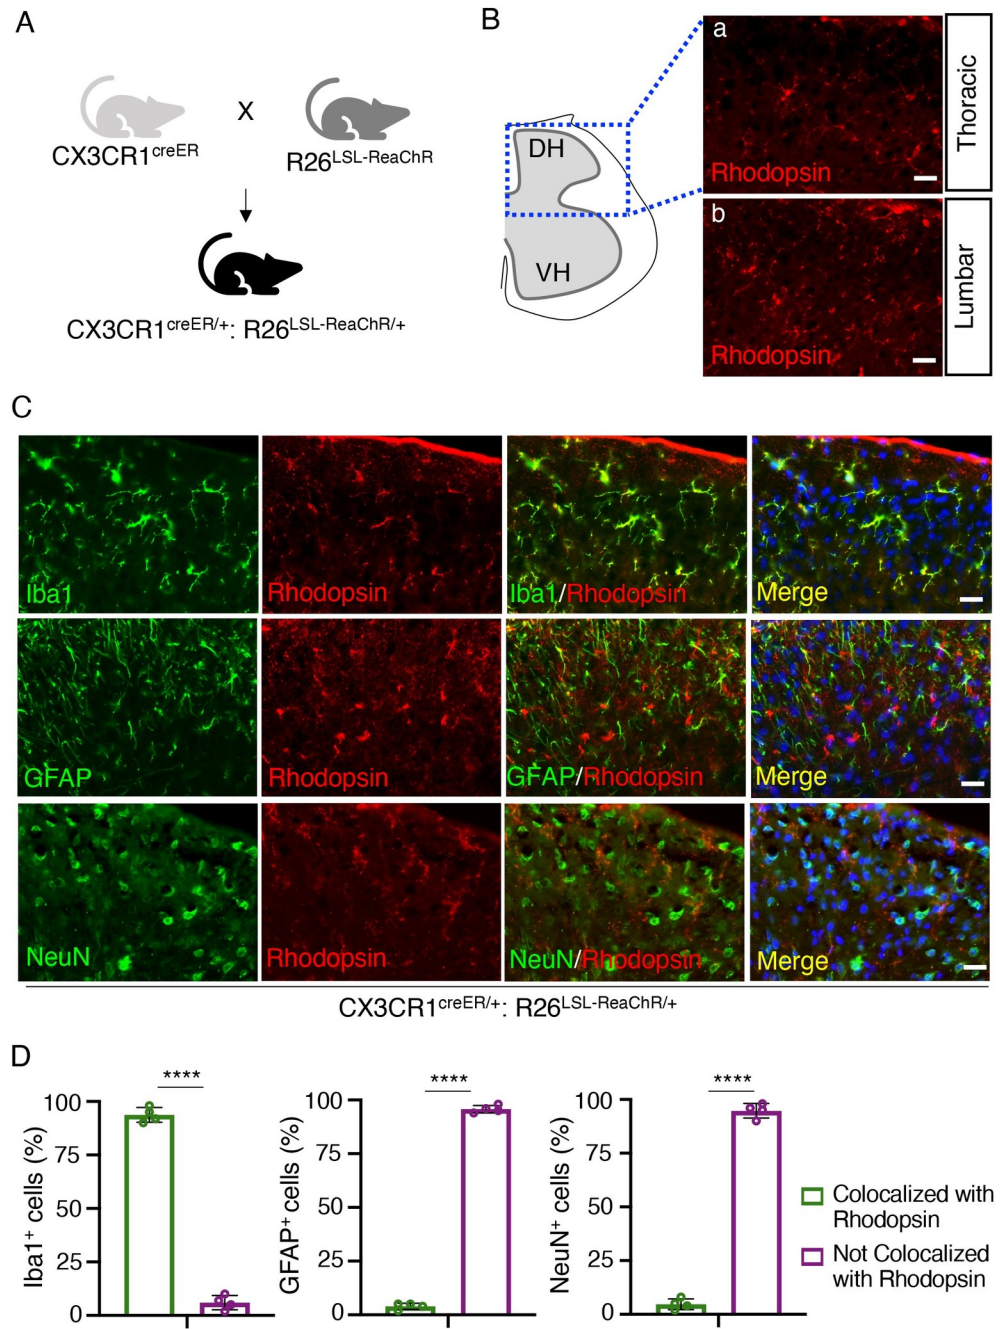 A
X
CX3CR1creER
R26LSL-ReaChR
CX3CR1creER/+: R26LSL-ReaChR/+
B
DH
VH
a
Rhodopsin
Thoracic
b
Rhodopsin
Lumbar
C
Iba1
Rhodopsin
Iba1/Rhodopsin
Merge
GFAP
Rhodopsin
GFAP/Rhodopsin
Merge
NeuN
Rhodopsin
NeuN/Rhodopsin
Merge
CX3CR1creER/+: R26LSL-ReaChR/+
D
Iba1+ cells (%)
100
75
50
25
0
****
GFAP+ cells (%)
100
75
50
25
0
****
NeuN+ cells (%)
100
75
50
25
0
****
Colocalized with
Rhodopsin
Not Colocalized
with Rhodopsin